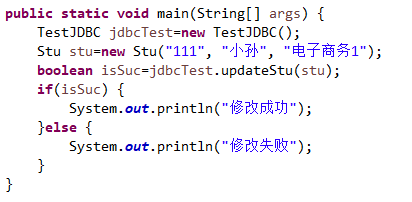 public static void main(String[] args) {
    TestJDBC jdbcTest=new TestJDBC();
    Stu stu=new Stu("111", "小孙", "电子商务1");
    boolean isSuc=jdbcTest.updateStu(stu);
    if(isSuc) {
        System.out.println("修改成功");
    }else {
        System.out.println("修改失败");
    }
}